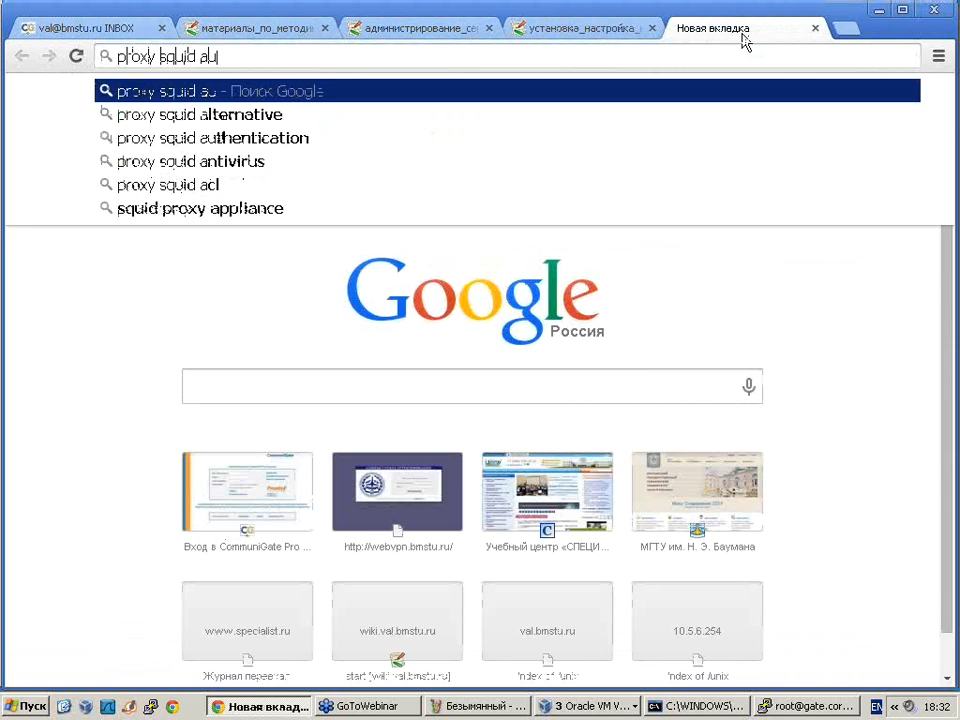 val@bmstu.ru INBOX
материалы_по_методи
администрирование_се
установка_настройка_
Новая вкладка
proxy squid au
proxy squid au - Поиск Google
proxy squid alternative
proxy squid authentication
proxy squid antivirus
proxy squid acl
squid proxy appliance
Google
Россия
Вход в CommuniGate Pro ...
http://webvpn.bmstu.ru/
Учебный центр «СПЕЦИ...
МГТУ им. Н. Э. Баумана
www.specialist.ru
wiki.val.bmstu.ru
val.bmstu.ru
10.5.6.254
Журнал переехал
start [wiki.val.bmstu.ru]
Index of /unix
Index of /unix
Пуск
Новая вклад...
GoToWebinar
Безымянный - ...
3 Oracle VM V...
C:\WINDOWS\...
root@gate.cor...
EN
18:32